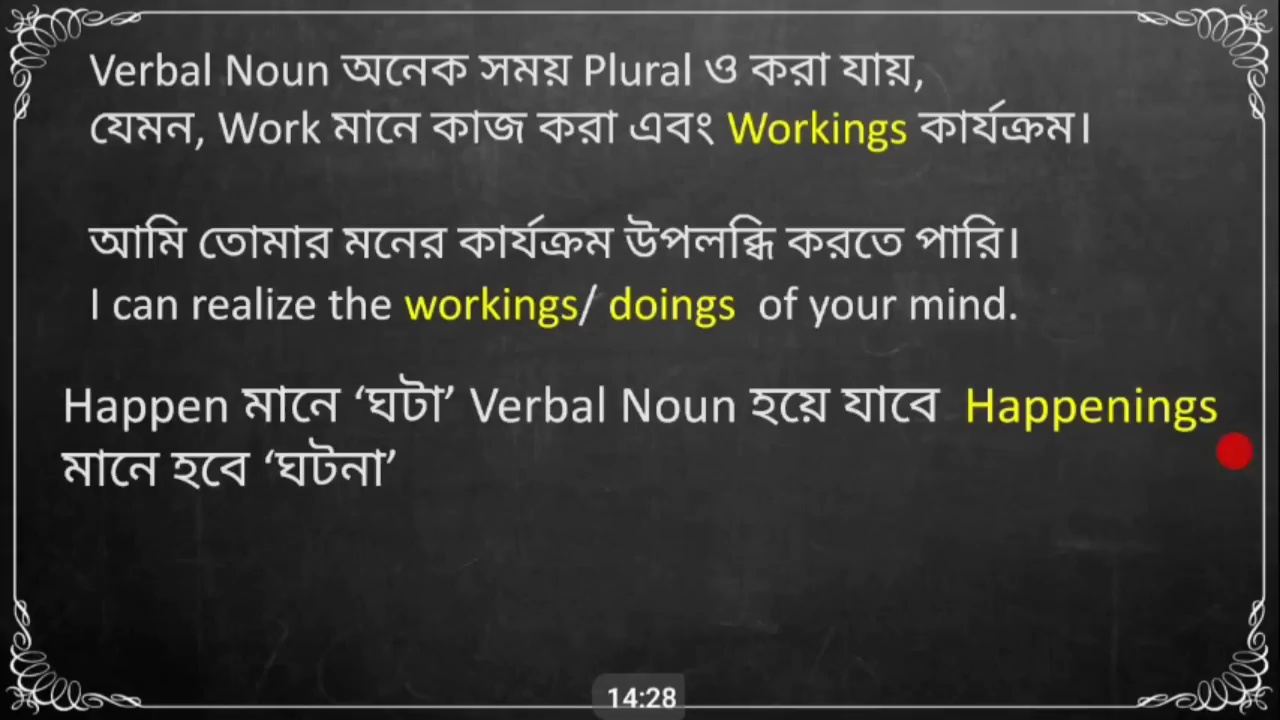 Verbal Noun অনেক সময় Plural ও করা যায়,
যেমন, Work মানে কাজ করা এবং Workings কার্যক্রম।
আমি তোমার মনের কার্যক্রম উপলব্ধি করতে পারি।
I can realize the workings/ doings of your mind.
Happen মানে ‘ঘটা’ Verbal Noun হয়ে যাবে Happenings
মানে হবে ‘ঘটনা’
14:28